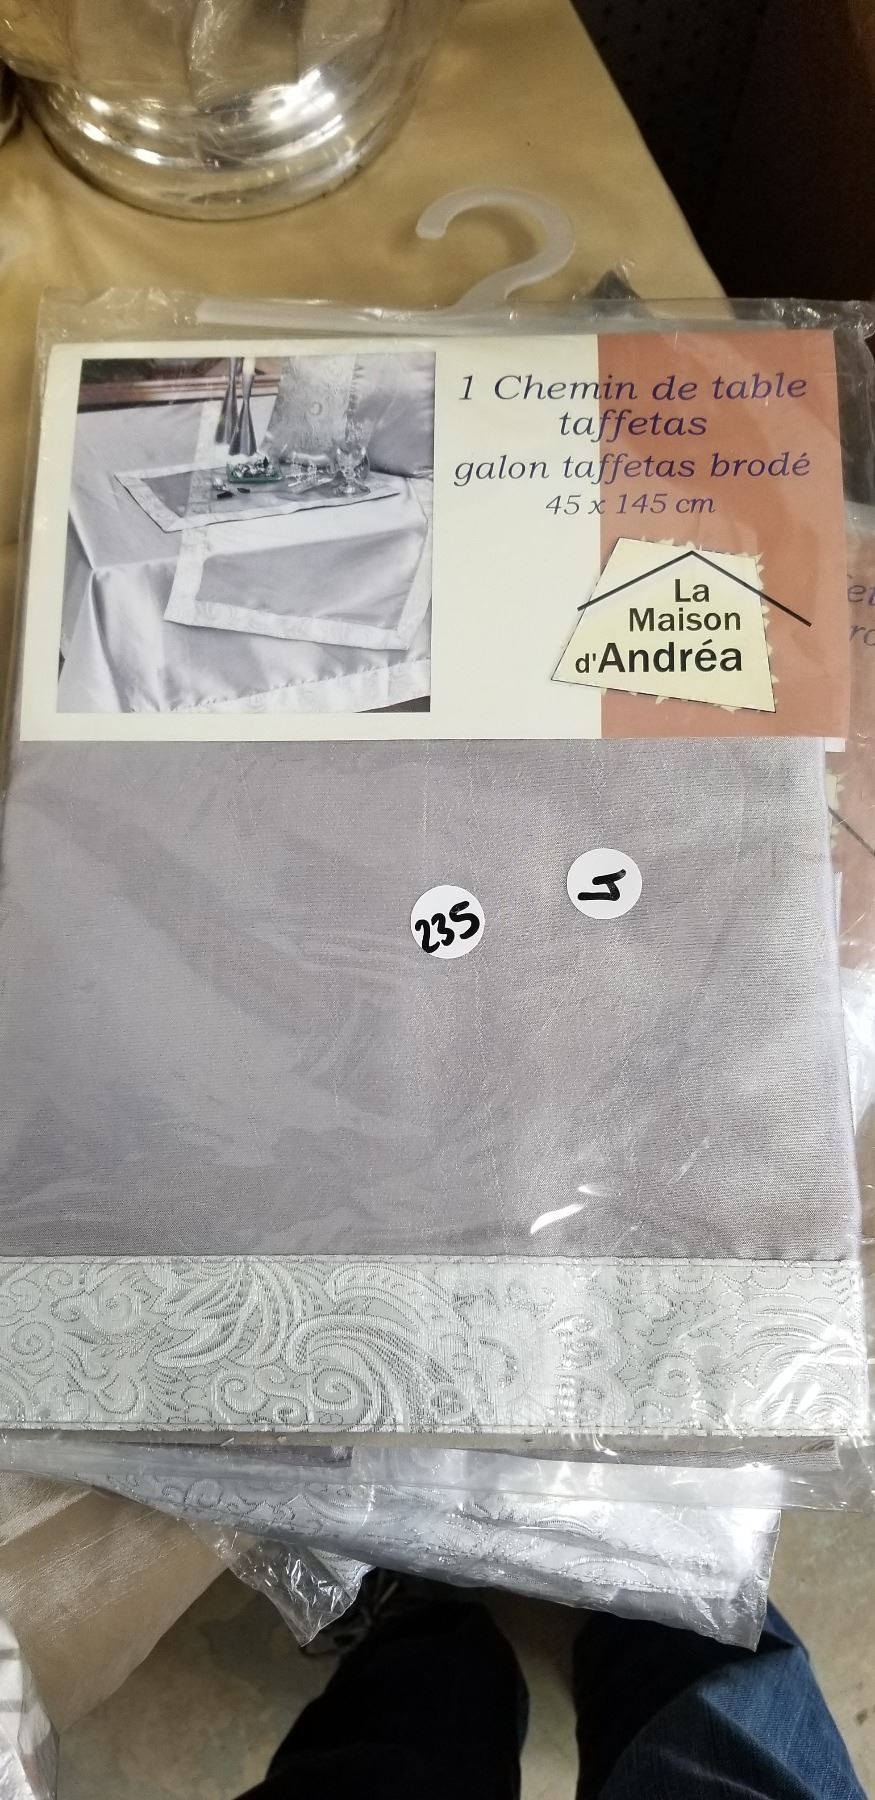 1 Chemin de table
taffetas
galon taffetas brodé
45 x 145 cm
La
Maison
d'Andréa
235